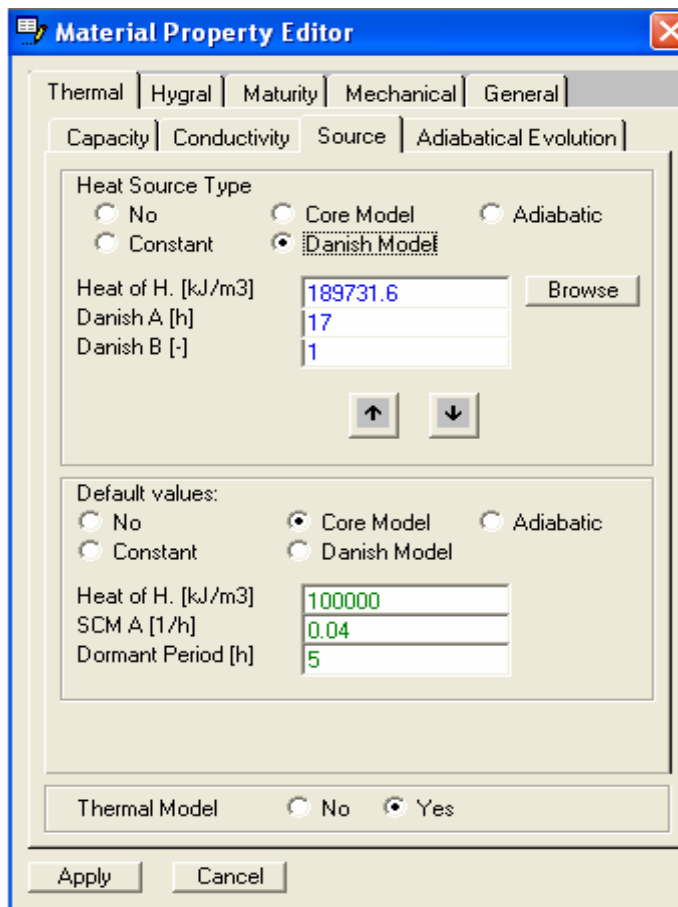 Material Property Editor
Thermal Hygral Maturity Mechanical General
Capacity Conductivity Source Adiabatical Evolution
Heat Source Type
No Core Model Adiabatic
Constant Danish Model
Heat of H. [kJ/m3] 189731.6 Browse
Danish A [h] 17
Danish B [-] 1
Default values:
No Core Model Adiabatic
Constant Danish Model
Heat of H. [kJ/m3] 100000
SCM A [1/h] 0.04
Dormant Period [h] 5
Thermal Model No Yes
Apply Cancel